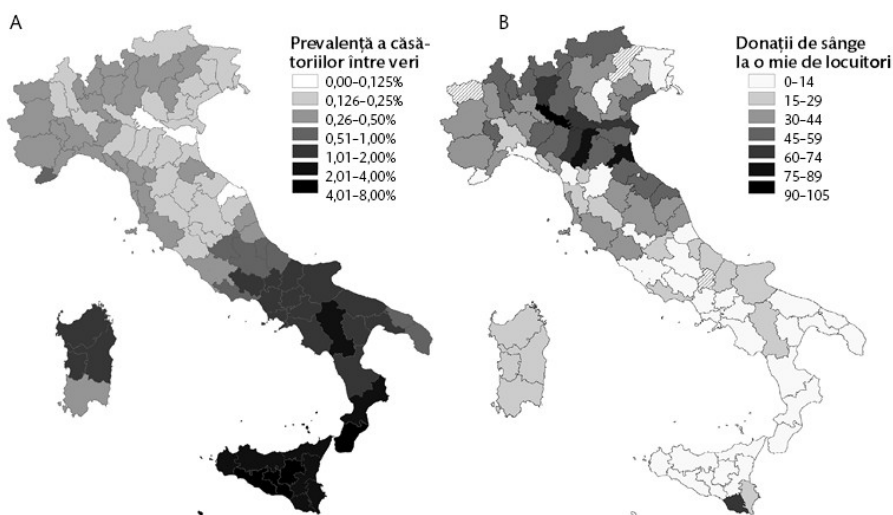 A
Prevalență a căsă-
toriilor între veri
0,00–0,125%
0,126–0,25%
0,26–0,50%
0,51–1,00%
1,01–2,00%
2,01–4,00%
4,01–8,00%
B
Donații de sânge
la o mie de locuitori
0–14
15–29
30–44
45–59
60–74
75–89
90–105